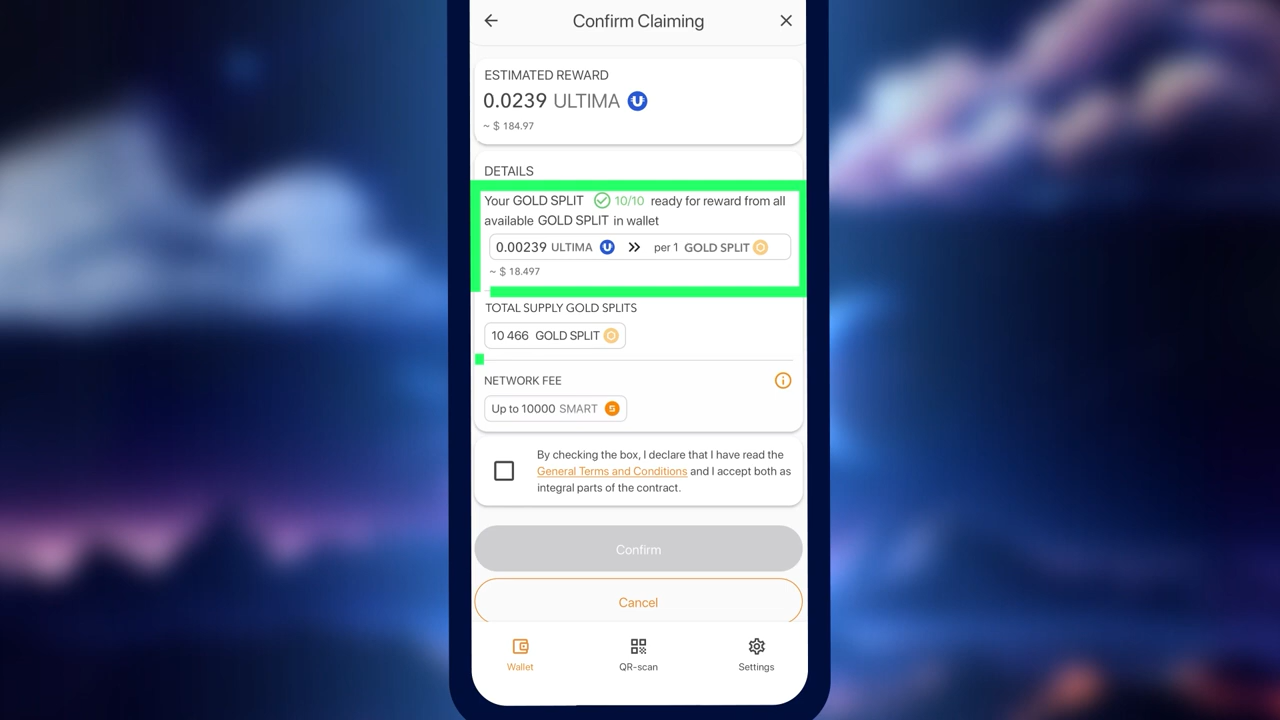 Confirm Claiming
ESTIMATED REWARD
0.0239 ULTIMA
~ $ 184.97
DETAILS
Your GOLD SPLIT 10/10 ready for reward from all
available GOLD SPLIT in wallet
0.00239 ULTIMA >> per 1 GOLD SPLIT
~ $ 18.497
TOTAL SUPPLY GOLD SPLITS
10 466 GOLD SPLIT
NETWORK FEE
Up to 10000 SMART
By checking the box, I declare that I have read the
General Terms and Conditions and I accept both as
integral parts of the contract.
Confirm
Cancel
Wallet QR-scan Settings